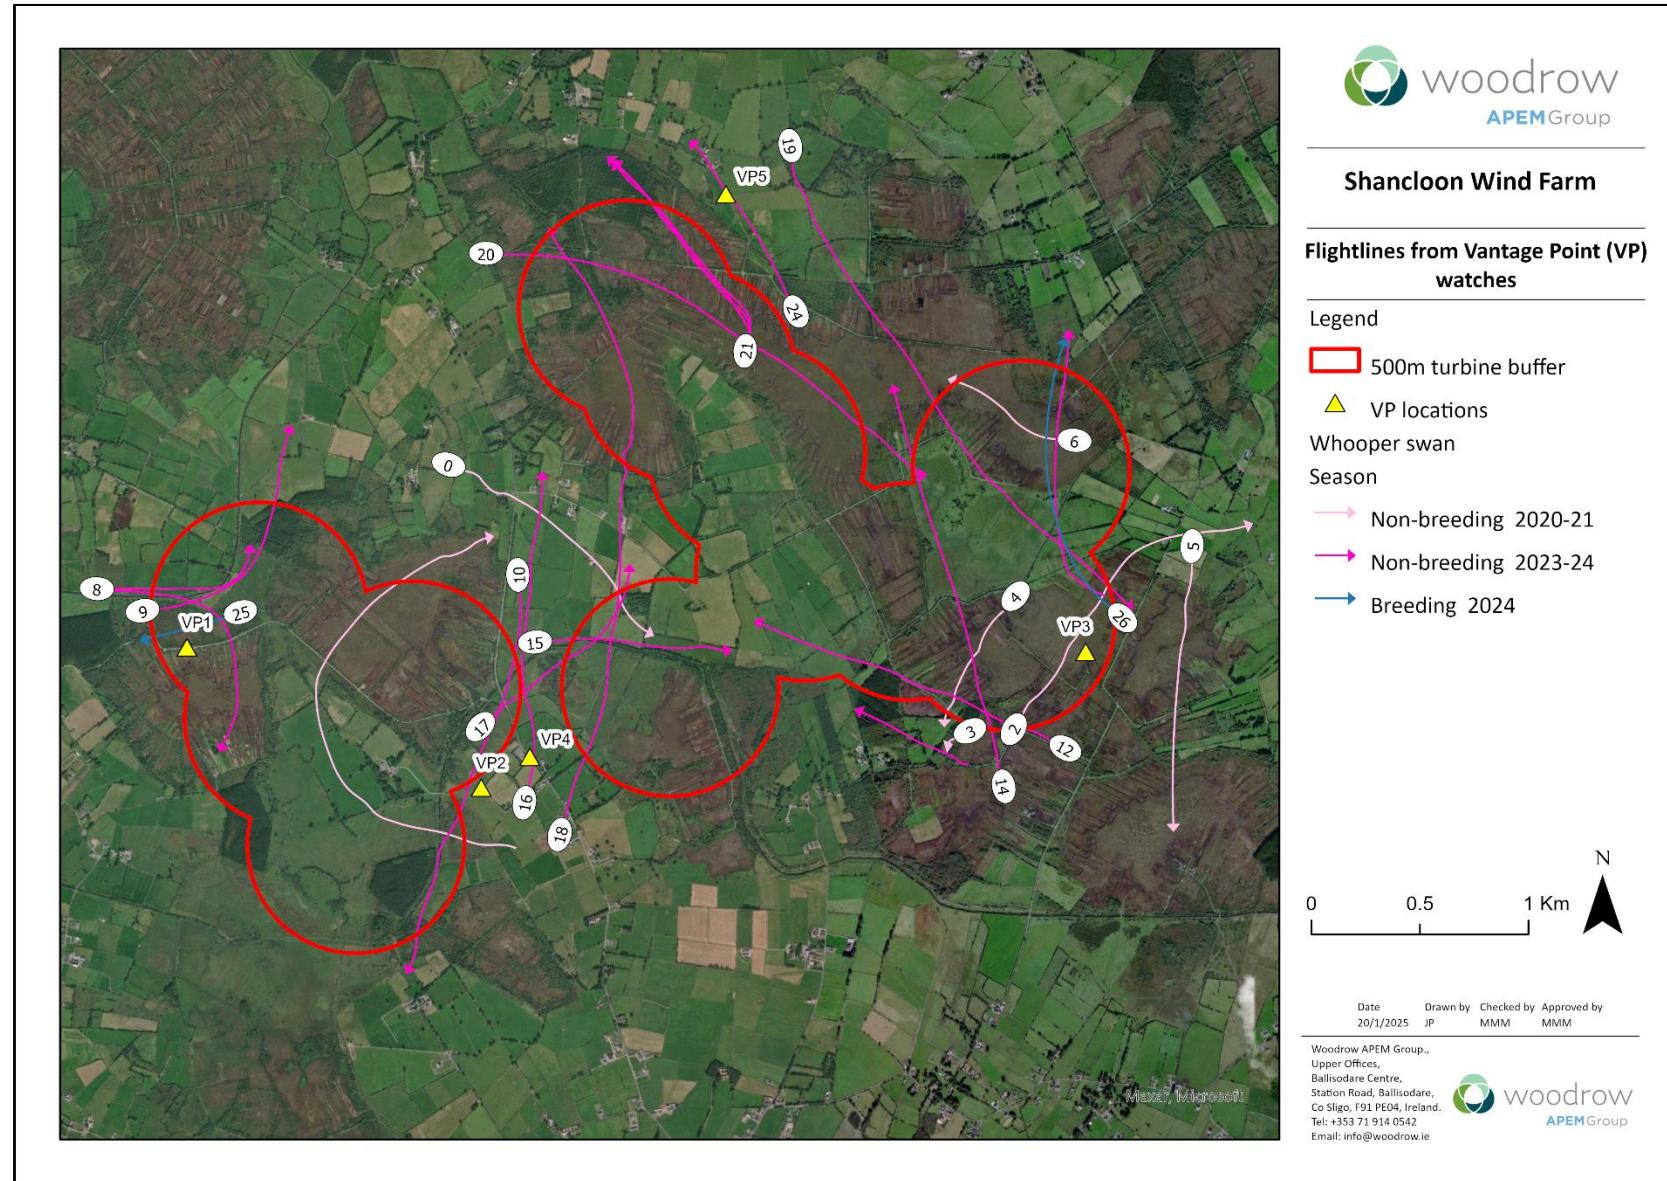 woodrow
APEMGroup
Shancloon Wind Farm
Flightlines from Vantage Point (VP)
watches
Legend
500m turbine buffer
VP locations
Whooper swan
Season
Non-breeding 2020-21
Non-breeding 2023-24
Breeding 2024
N
0 0.5 1 Km
Date Drawn by Checked by Approved by
20/1/2025 JP MMM MMM
Woodrow APEM Group.,
Upper Offices,
Ballisodare Centre,
Station Road, Ballisodare,
Co Sligo, F91 PE04, Ireland.
Tel: +353 71 914 0542
Email: info@woodrow.ie
woodrow
APEMGroup
19
VP5
20
24
21
6
0
5
10
8
9
25
VP1
4
26
VP3
15
17
3
2
12
VP4
VP2
14
16
18
Maxar, Microsoft